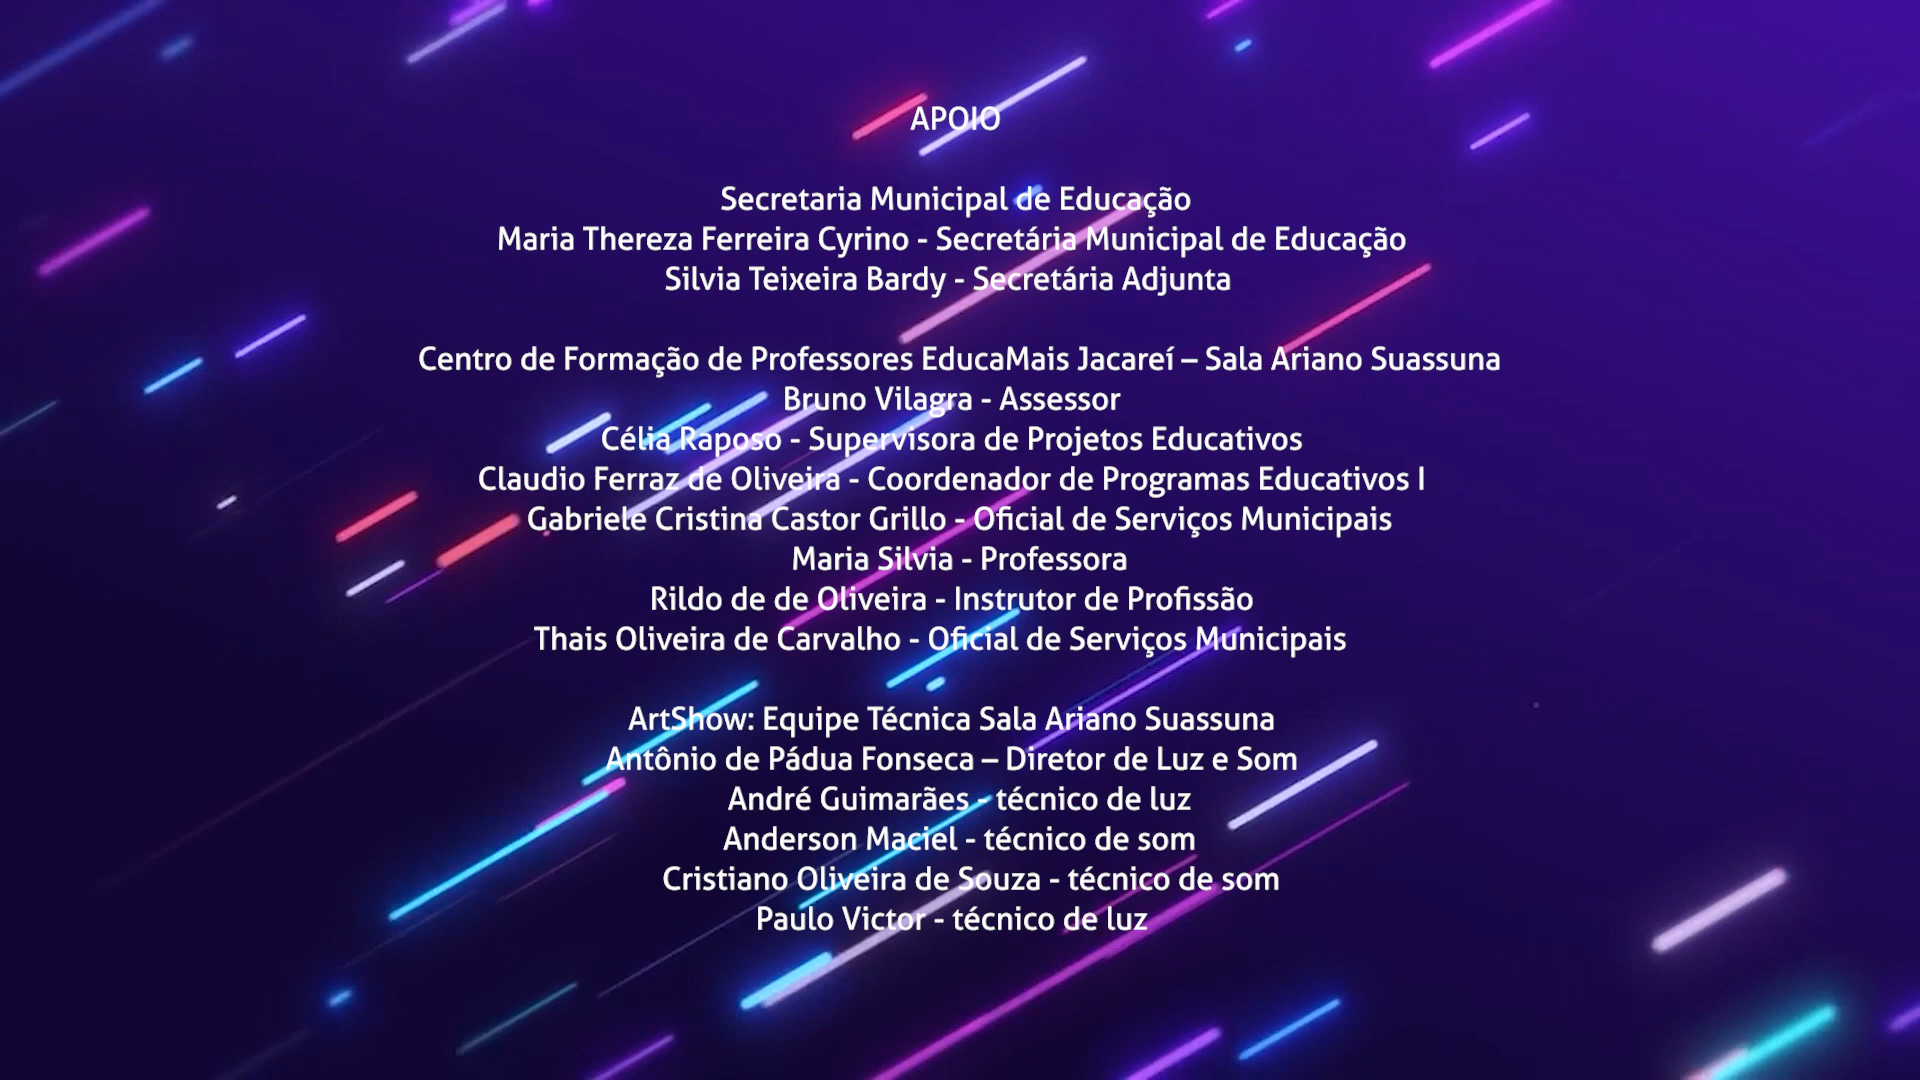 APOIO
Secretaria Municipal de Educação
Maria Thereza Ferreira Cyrino - Secretária Municipal de Educação
Silvia Teixeira Bardy - Secretária Adjunta
Centro de Formação de Professores EducaMais Jacareí – Sala Ariano Suassuna
Bruno Vilagra - Assessor
Célia Raposo - Supervisora de Projetos Educativos
Claudio Ferraz de Oliveira - Coordenador de Programas Educativos I
Gabriele Cristina Castor Grillo - Oficial de Serviços Municipais
Maria Silvia - Professora
Rildo de de Oliveira - Instrutor de Profissão
Thais Oliveira de Carvalho - Oficial de Serviços Municipais
ArtShow: Equipe Técnica Sala Ariano Suassuna
Antônio de Pádua Fonseca – Diretor de Luz e Som
André Guimarães - técnico de luz
Anderson Maciel - técnico de som
Cristiano Oliveira de Souza - técnico de som
Paulo Victor - técnico de luz